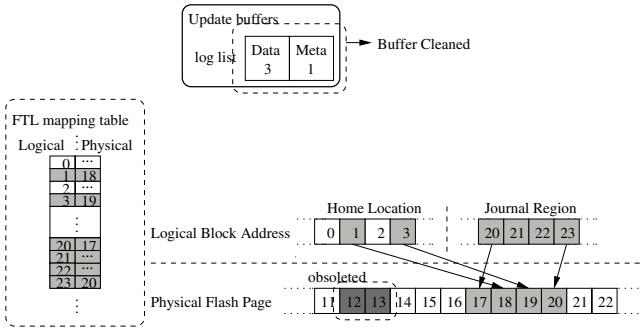 Update buffers
log list
Data Meta
3 1
Buffer Cleaned
FTL mapping table
Logical Physical
0 ...
1 18
2 ...
3 19
20 17
21 ...
22 ...
23 20
Home Location
Journal Region
Logical Block Address
0 1 2 3
20 21 22 23
obsoleted
Physical Flash Page
11 12 13 14 15 16 17 18 19 20 21 22